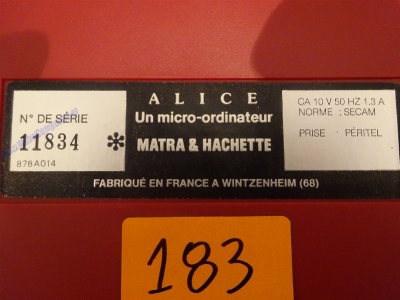 N° DE SÉRIE
11834 *
878A014
ALICE
Un micro-ordinateur
MATRA & HACHETTE
CA 10 V 50 HZ 1.3 A
NORME : SECAM
PRISE PÉRITEL
FABRIQUÉ EN FRANCE A WINTZENHEIM (68)
183